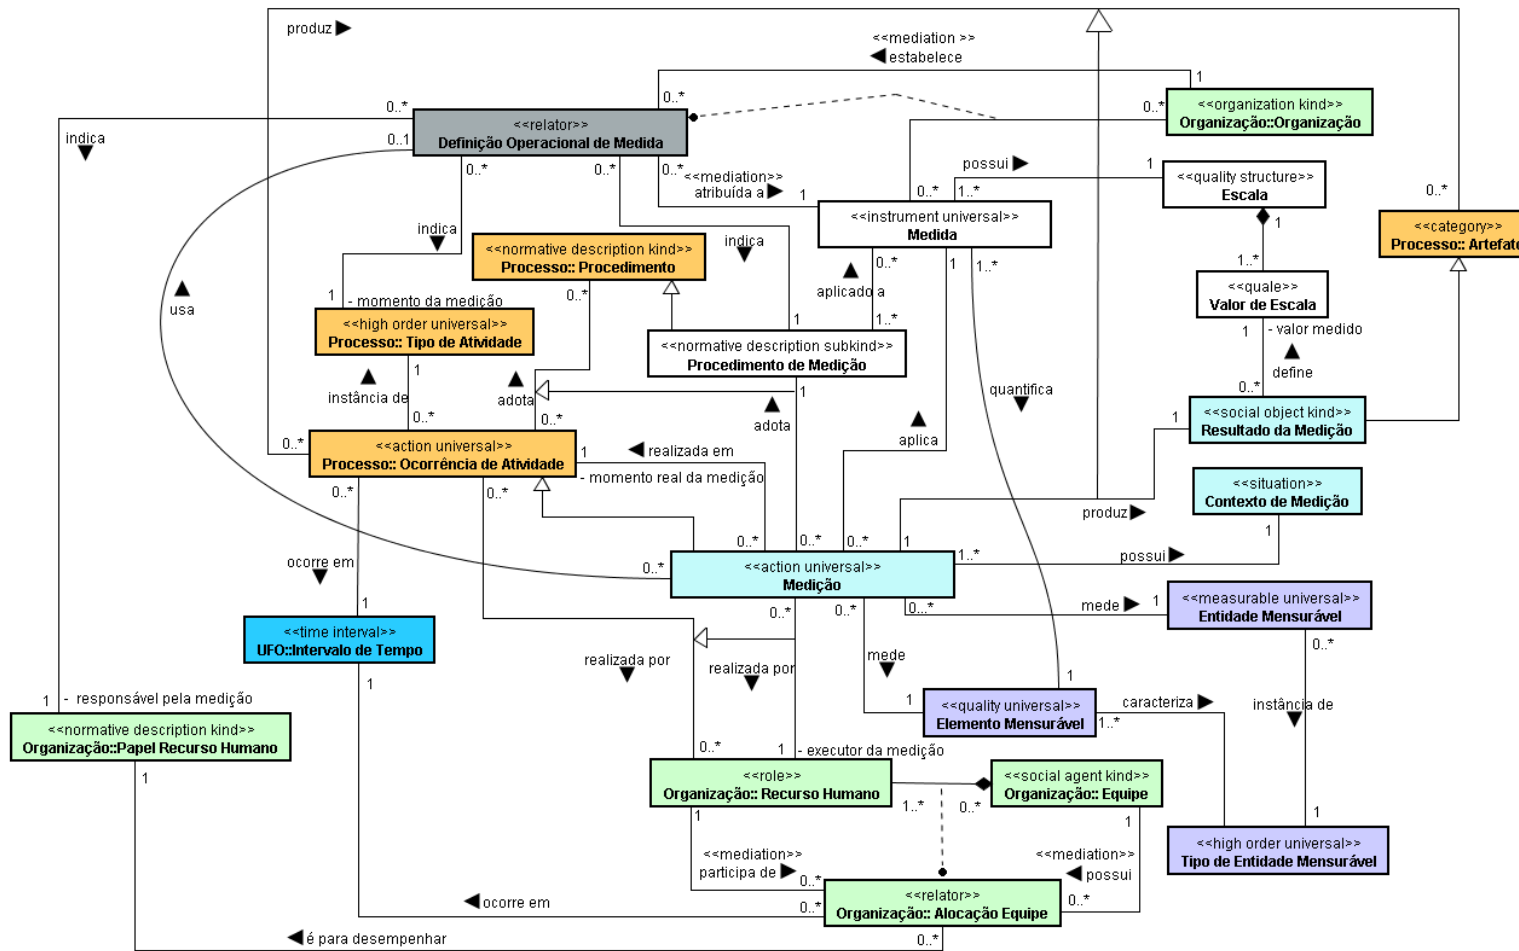 produz
<<mediation >>
estabelece
1
0..*
0..*
0..*
<<organization kind>>
Organização::Organização
indica
0..1
<<relator>>
Definição Operacional de Medida
0..*
0..*
0..*
<<mediation>>
atribuída a
1
possui
1
0..*
1..*
<<quality structure>>
Escala
0..*
1
<<instrument universal>>
Medida
<<category>>
Processo:: Artefato
indica
<<normative description kind>>
Processo:: Procedimento
indica
0..*
1
1..*
1..*
<<quale>>
Valor de Escala
usa
0..*
aplicado a
1
- momento da medição
1
1..*
<<high order universal>>
Processo:: Tipo de Atividade
<<normative description subkind>>
Procedimento de Medição
1
- valor medido
define
1
instância de
adota
1
quantifica
0..*
0..*
0..*
adota
aplica
1
<<social object kind>>
Resultado da Medição
0..*
<<action universal>>
Processo:: Ocorrência de Atividade
1
realizada em
- momento real da medição
0..*
0..*
<<situation>>
Contexto de Medição
produz
0..*
0..*
0..*
1
1
ocorre em
0..*
1..*
possui
<<action universal>>
Medição
1
0..*
0..*
0...*
mede
1
<<measurable universal>>
Entidade Mensurável
<<time interval>>
UFO::Intervalo de Tempo
0..*
realizada por
realizada por
mede
1
1
1
- responsável pela medição
1
<<quality universal>>
Elemento Mensurável
caracteriza
1..*
instância de
<<normative description kind>>
Organização::Papel Recurso Humano
0..*
1
- executor da medição
1
<<role>>
Organização:: Recurso Humano
<<social agent kind>>
Organização:: Equipe
1
1..*
0..*
1
1
<<high order universal>>
Tipo de Entidade Mensurável
<<mediation>>
participa de
<<mediation>>
possui
0..*
<<relator>>
Organização:: Alocação Equipe
0..*
ocorre em
0..*
é para desempenhar
0..*